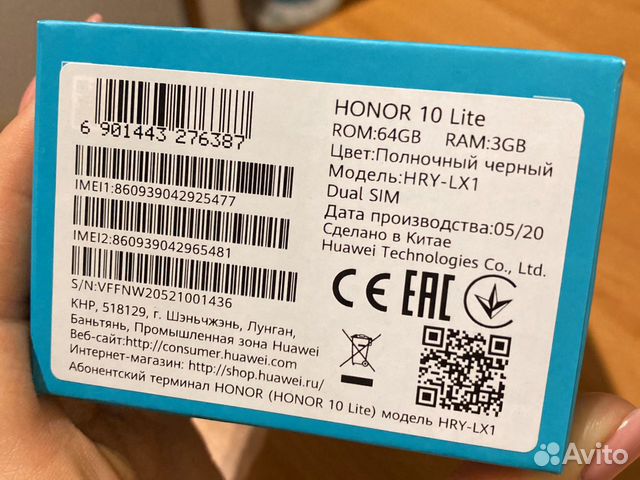 6 901443 276387
IMEI1:860939042925477
IMEI2:860939042965481
S/N:VFFNW20521001436
HONOR 10 Lite
ROM:64GB RAM:3GB
Цвет:Полночный черный
Модель:HRY-LX1
Dual SIM
Дата производства:05/20
Сделано в Китае
Huawei Technologies Co., Ltd.
CE EAC
КНР, 518129, г. Шэньчжэнь, Лунган,
Баньтянь, Промышленная зона Huawei
Веб-сайт:http://consumer.huawei.com
Интернет-магазин: http://shop.huawei.ru/
Абонентский терминал HONOR (HONOR 10 Lite) модель HRY-LX1
Avito